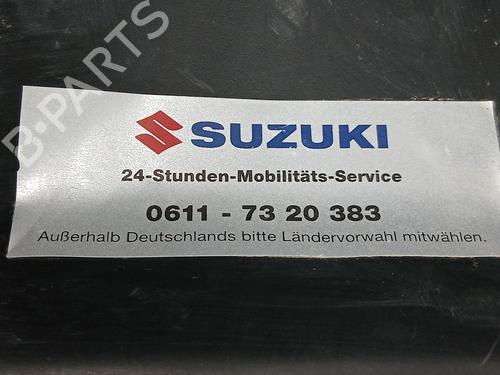 B-PARTS
SUZUKI
24-Stunden-Mobilitäts-Service
0611 - 73 20 383
Außerhalb Deutschlands bitte Ländervorwahl mitwählen.